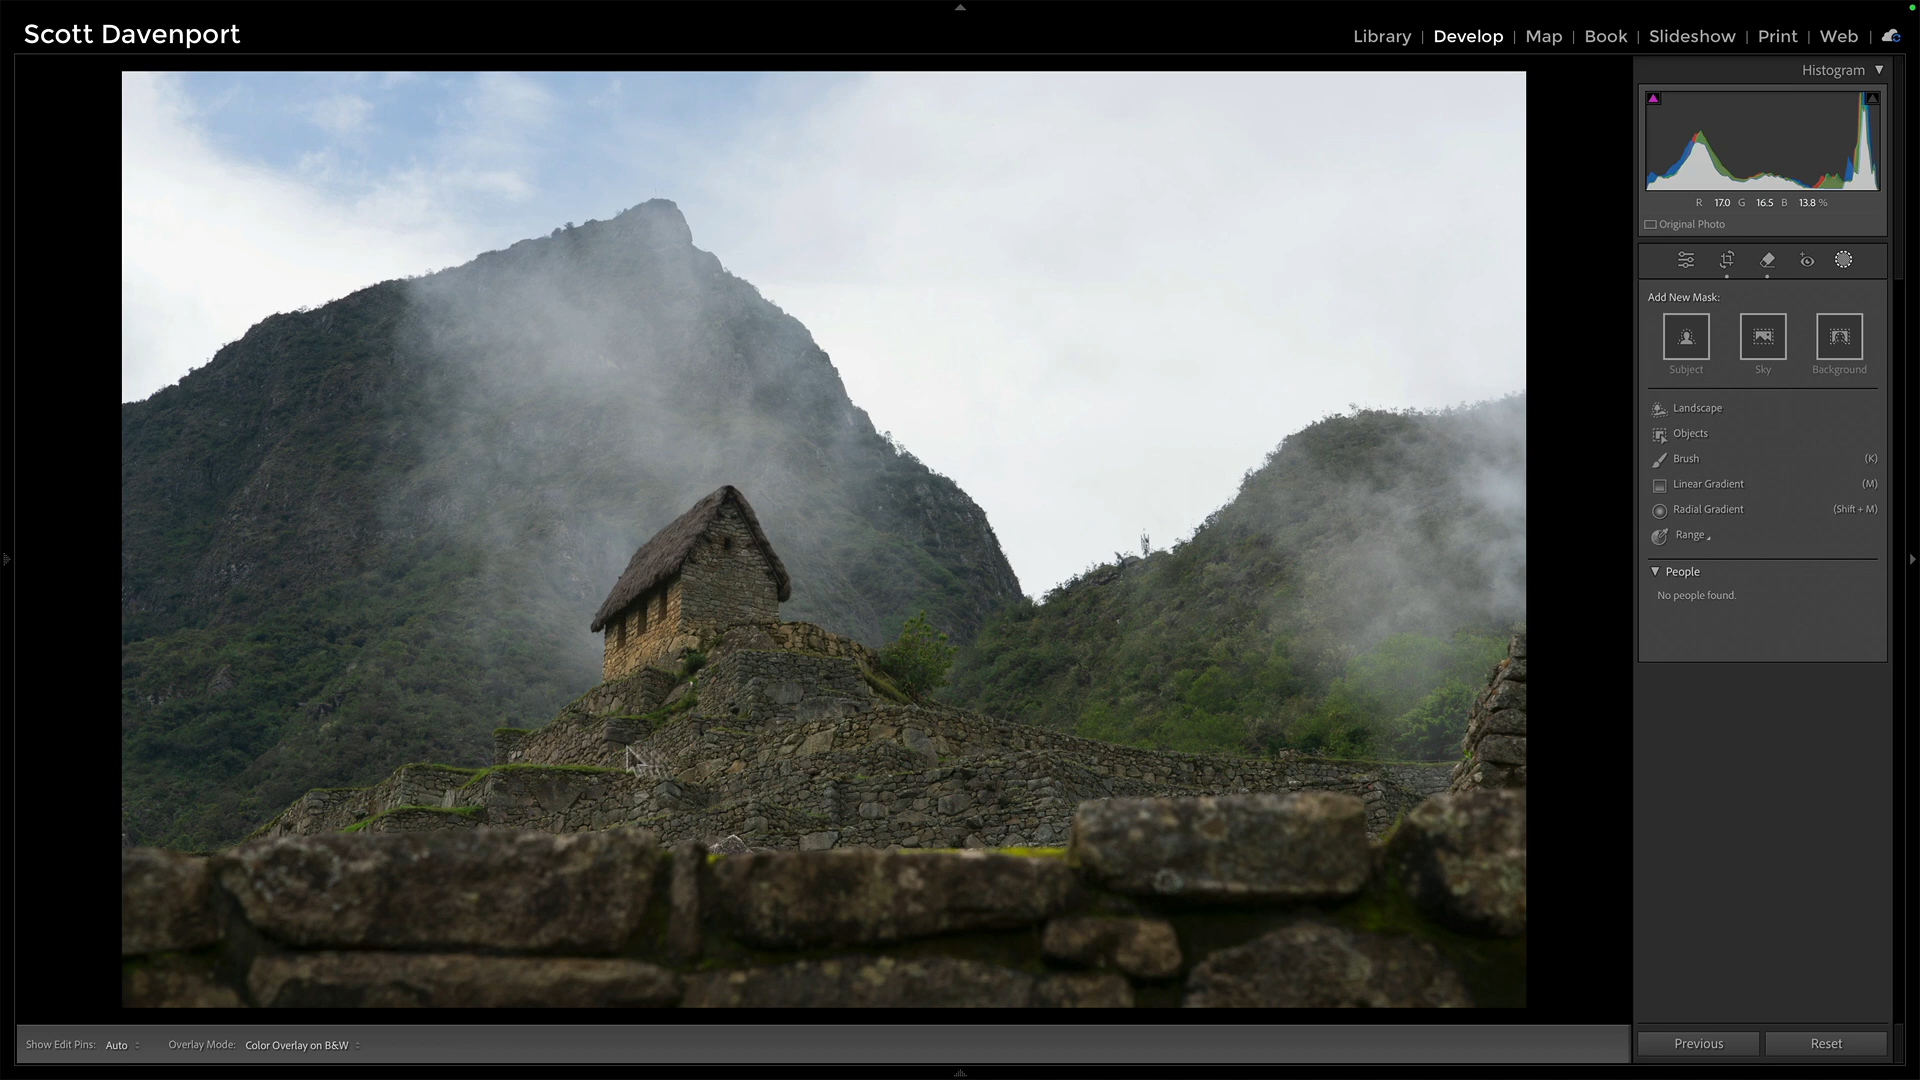 Scott Davenport
Library | Develop | Map | Book | Slideshow | Print | Web |
Histogram
R 17.0 G 16.5 B 13.8 %
Original Photo
Add New Mask:
Subject Sky Background
Landscape
Objects
Brush (K)
Linear Gradient (M)
Radial Gradient (Shift + M)
Range
People
No people found.
Show Edit Pins: Auto Overlay Mode: Color Overlay on B&W
Previous Reset